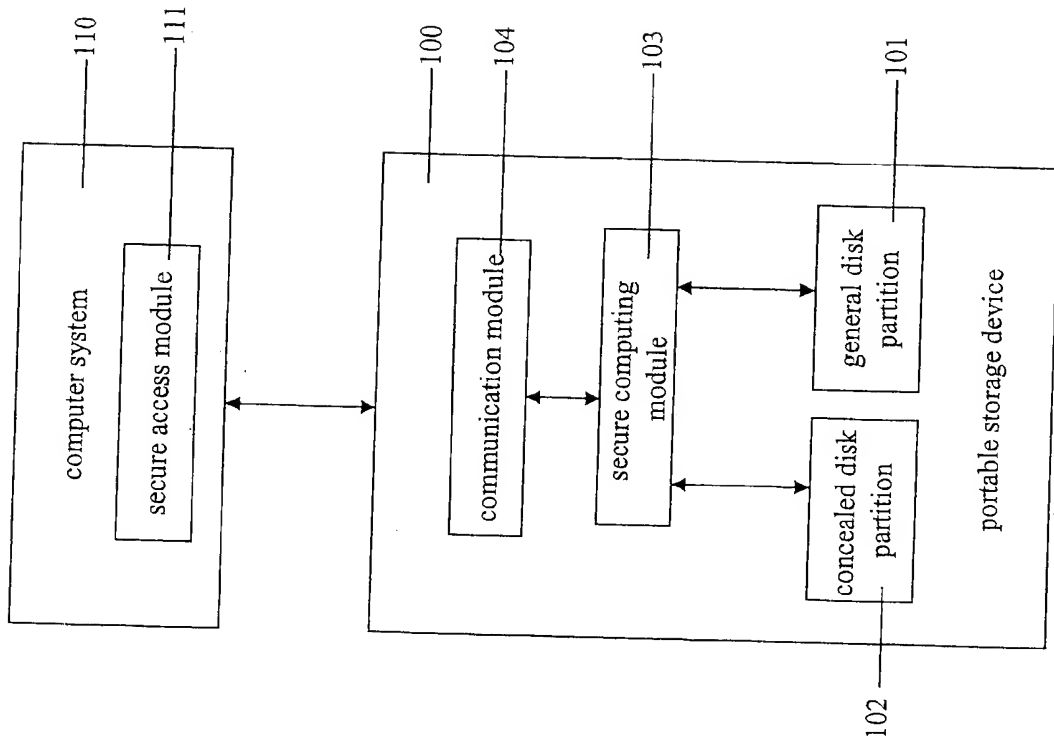 computer system
110
secure access module
111
100
communication module
104
secure computing
module
103
general disk
partition
101
concealed disk
partition
102
portable storage device